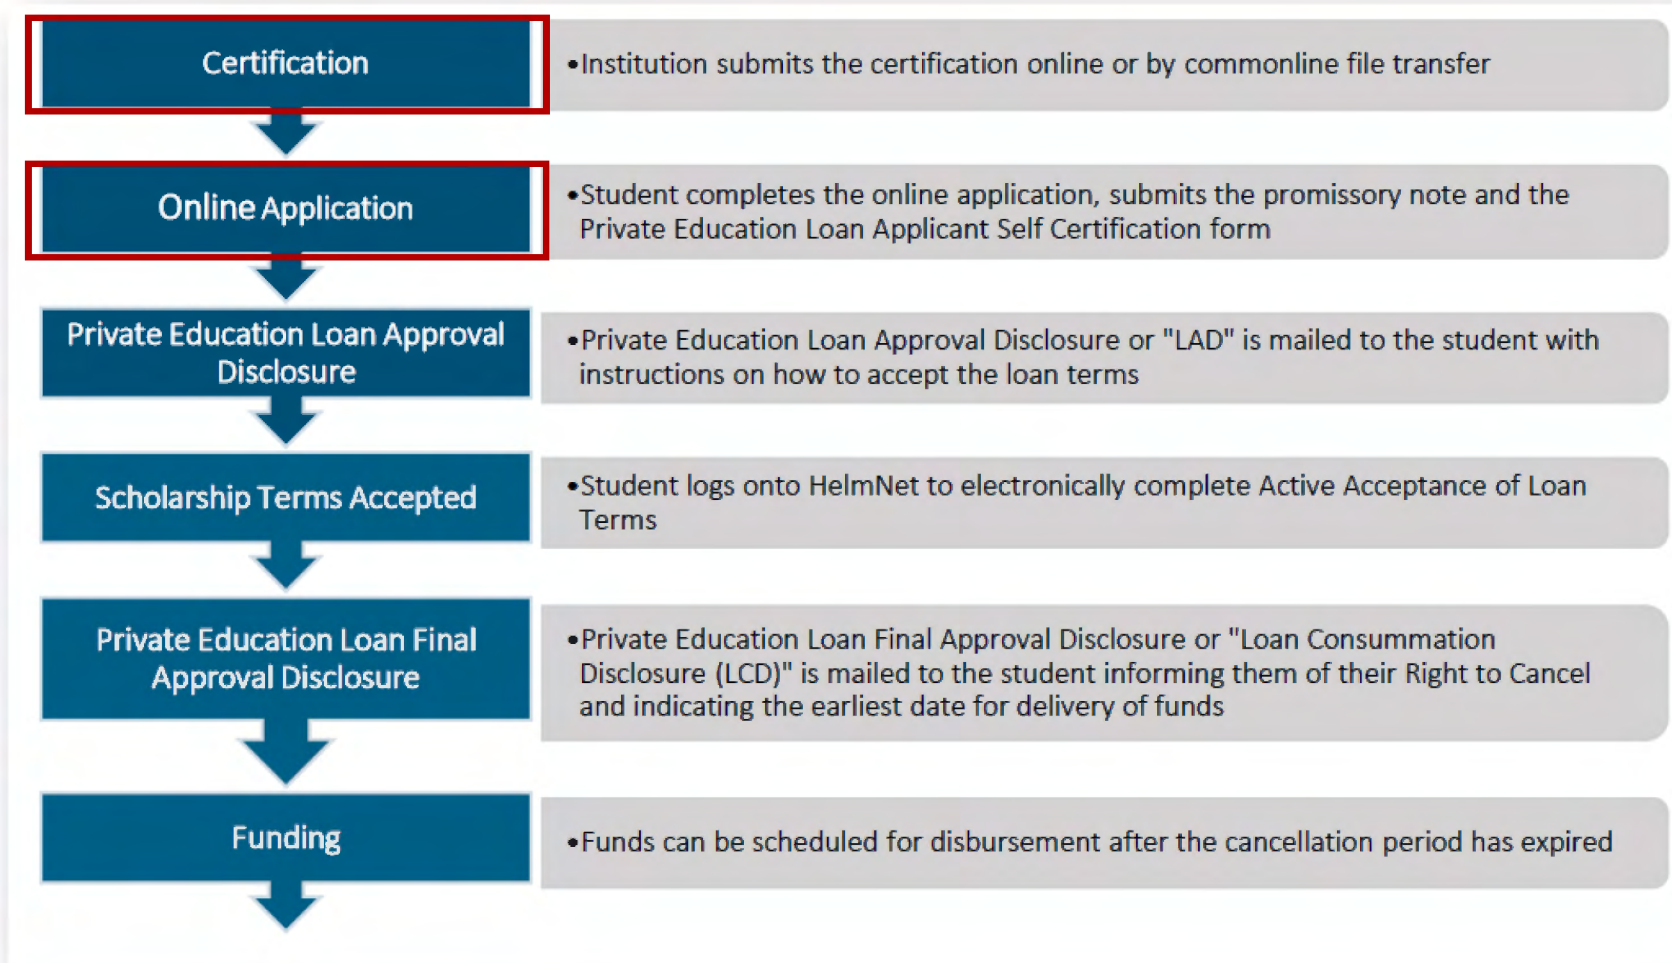 Certification
•Institution submits the certification online or by commonline file transfer
Online Application
•Student completes the online application, submits the promissory note and the
Private Education Loan Applicant Self Certification form
Private Education Loan Approval
Disclosure
•Private Education Loan Approval Disclosure or "LAD" is mailed to the student with
instructions on how to accept the loan terms
Scholarship Terms Accepted
•Student logs onto HelmNet to electronically complete Active Acceptance of Loan
Terms
Private Education Loan Final
Approval Disclosure
•Private Education Loan Final Approval Disclosure or "Loan Consummation
Disclosure (LCD)" is mailed to the student informing them of their Right to Cancel
and indicating the earliest date for delivery of funds
Funding
•Funds can be scheduled for disbursement after the cancellation period has expired